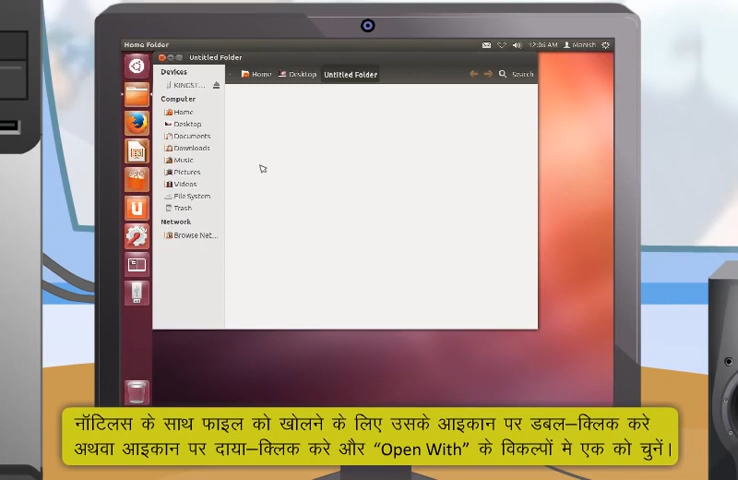 Home Folder
12:06 AM Manish
Untitled Folder
Devices
KINGST...
Home Desktop Untitled Folder Search
Computer
Home
Desktop
Documents
Downloads
Music
Pictures
Videos
File System
Trash
Network
Browse Net...
नॉटिलस के साथ फाइल को खोलने के लिए उसके आइकान पर डबल–क्लिक करे
अथवा आइकान पर दाया–क्लिक करे और “Open With” के विकल्पों मे एक को चुनें।